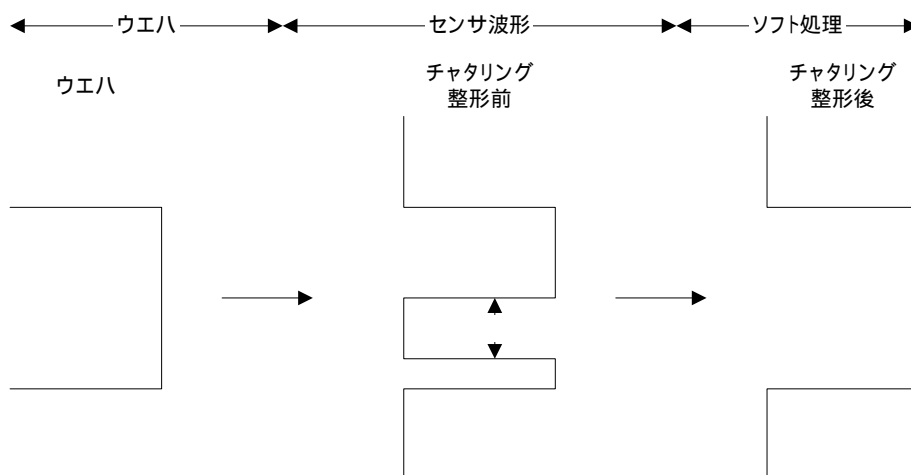 ウエハ
センサ波形
ソフト処理
ウエハ
チャタリング
整形前
チャタリング
整形後